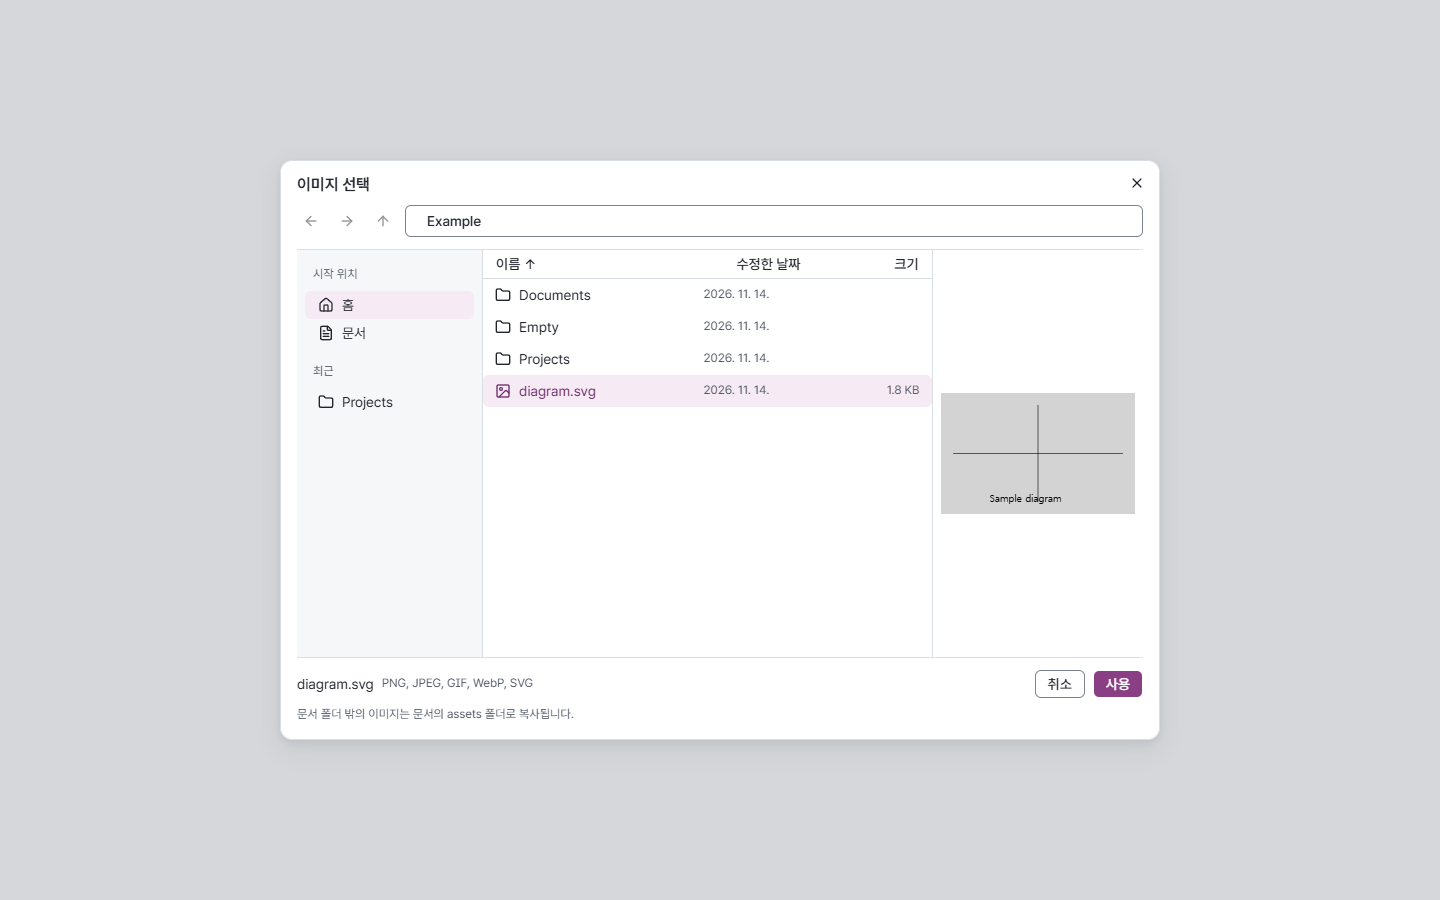 이미지 선택
Example
시작 위치
홈
문서
최근
Projects
이름 ↑ 수정한 날짜 크기
Documents 2026. 11. 14.
Empty 2026. 11. 14.
Projects 2026. 11. 14.
diagram.svg 2026. 11. 14. 1.8 KB
Sample diagram
diagram.svg PNG, JPEG, GIF, WebP, SVG
취소 사용
문서 폴더 밖의 이미지는 문서의 assets 폴더로 복사됩니다.